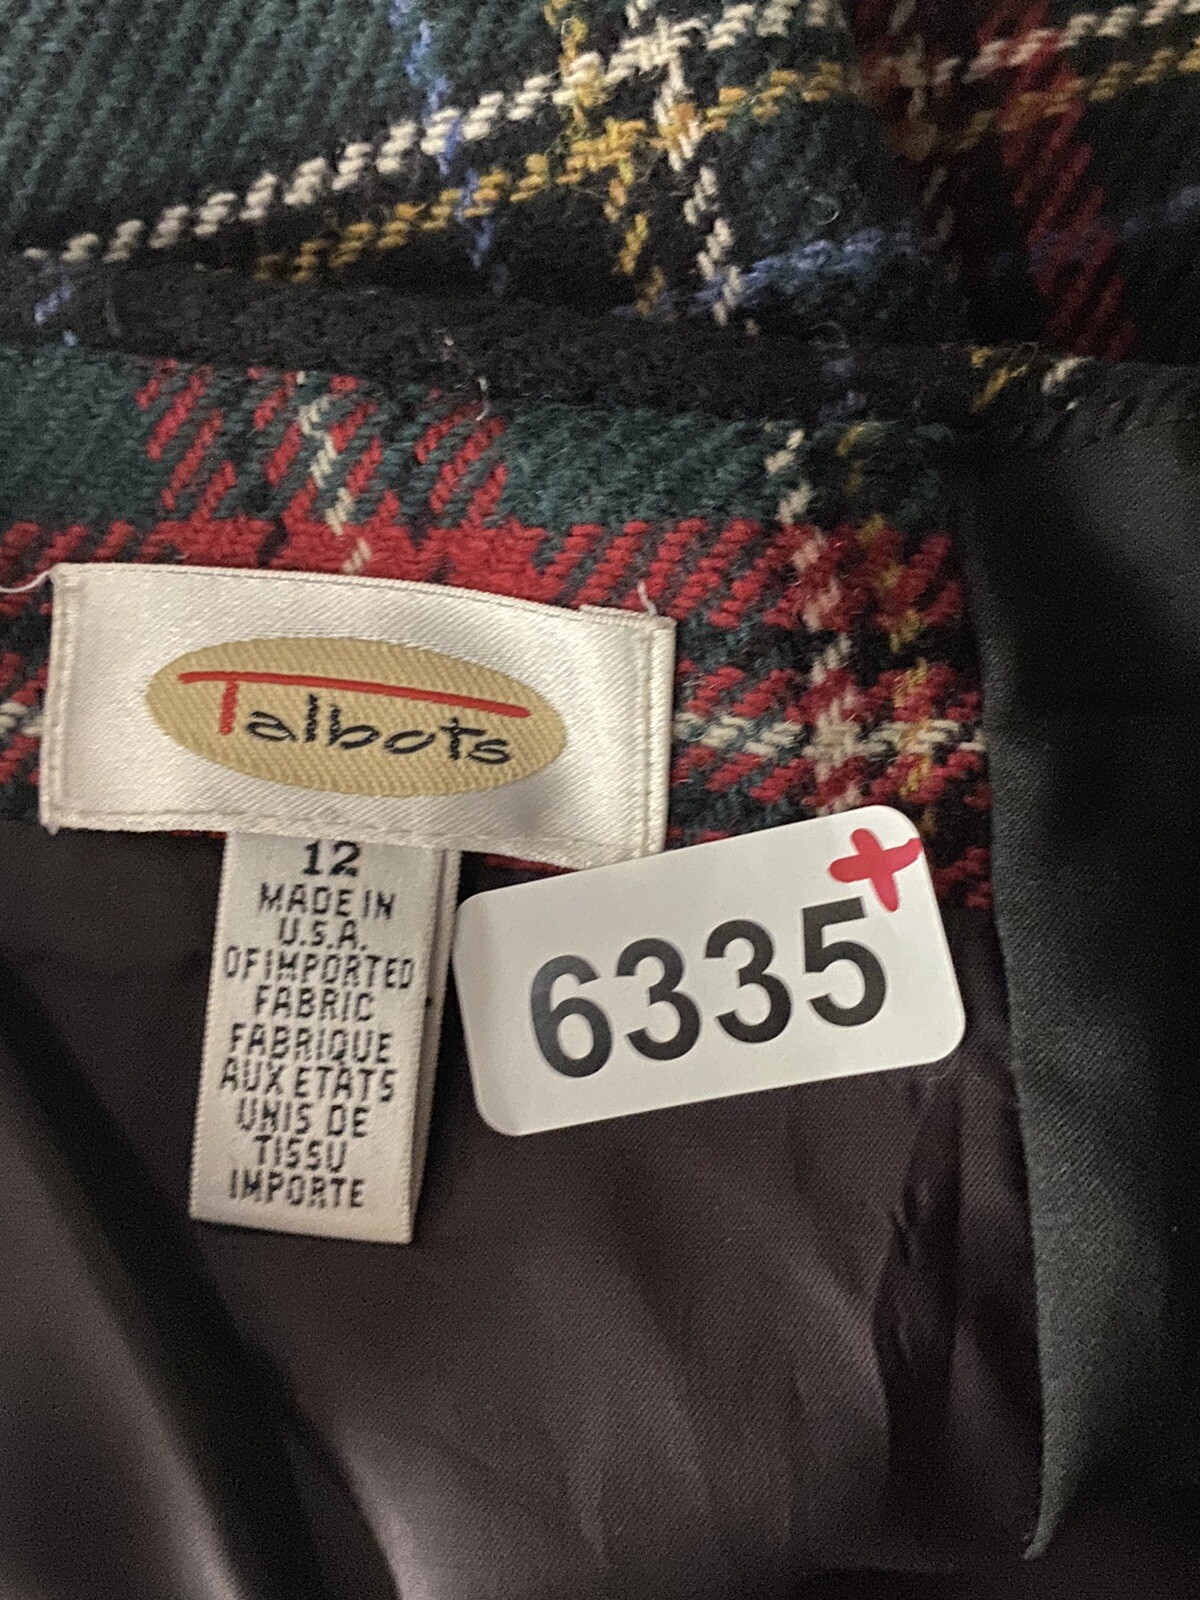 Talbots
12
MADE IN
U.S.A.
OF IMPORTED
FABRIC
FABRIQUE
AUX ETATS
UNIS DE
TISSU
IMPORTE
6335+